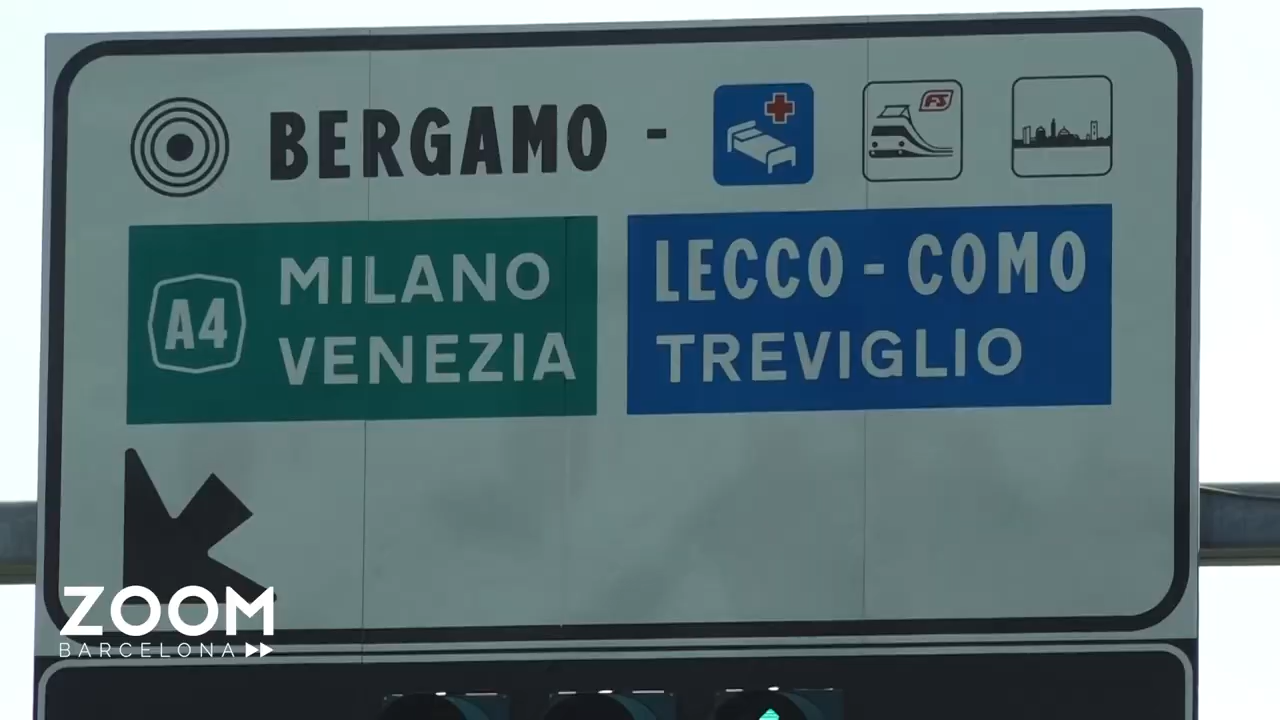 BERGAMO -
FS
A4
MILANO
VENEZIA
LECCO - COMO
TREVIGLIO
ZOOM
BARCELONA